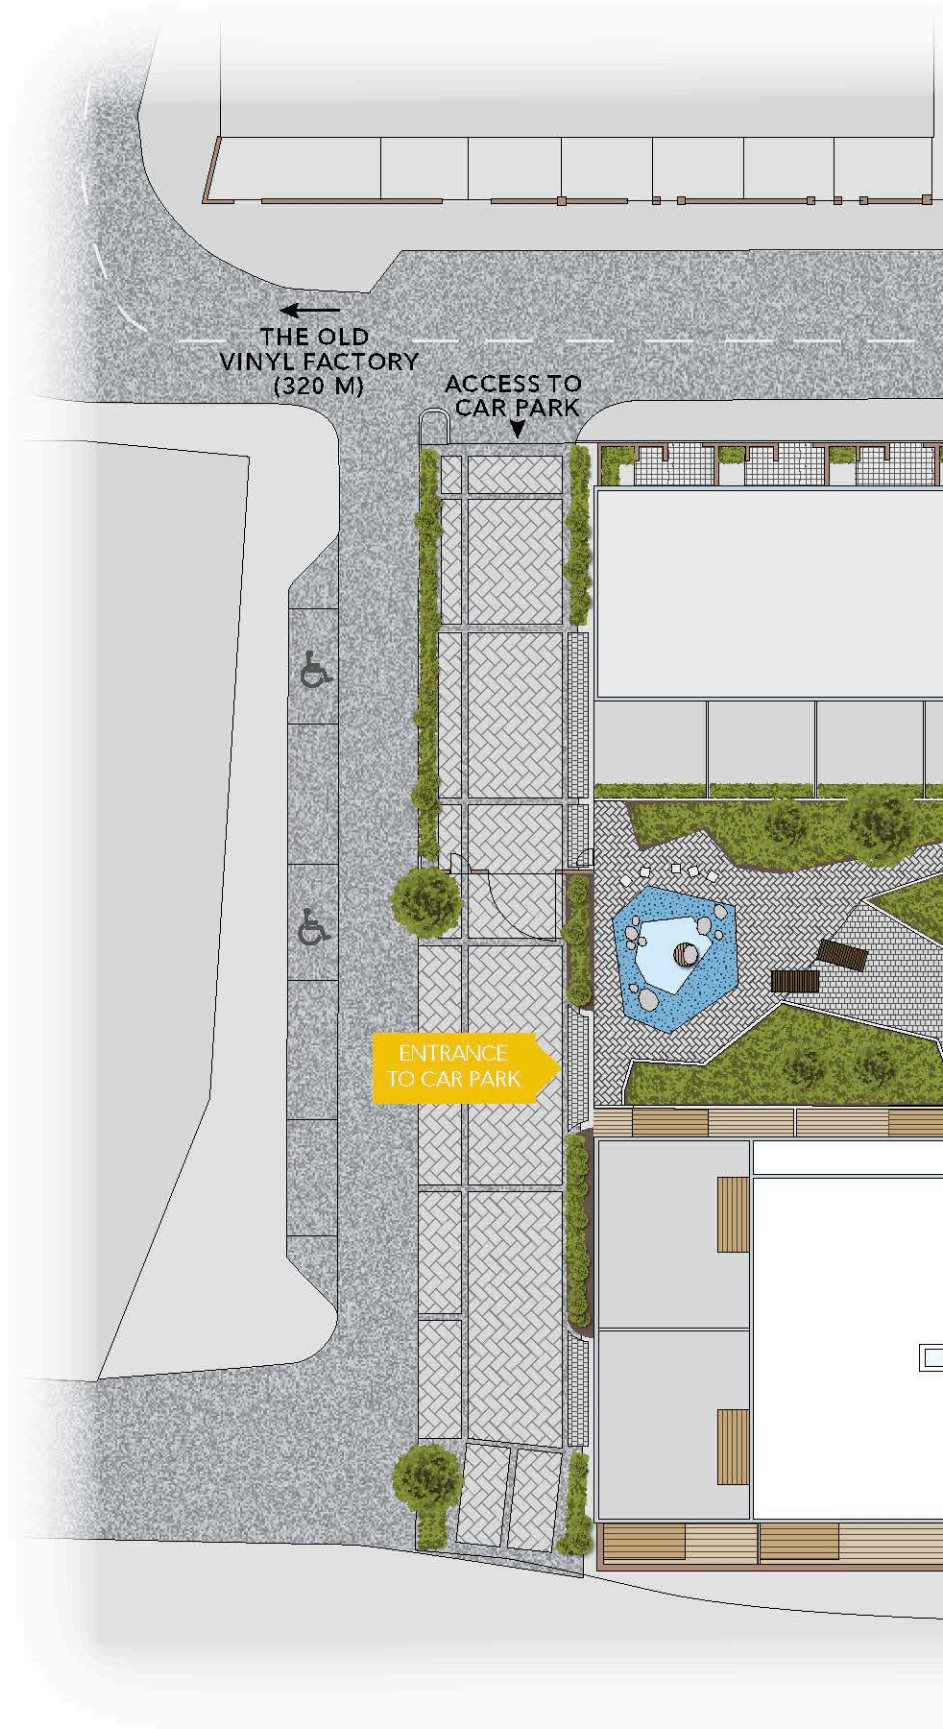 THE OLD
VINYL FACTORY
(320 M)
ACCESS TO
CAR PARK
ENTRANCE
TO CAR PARK